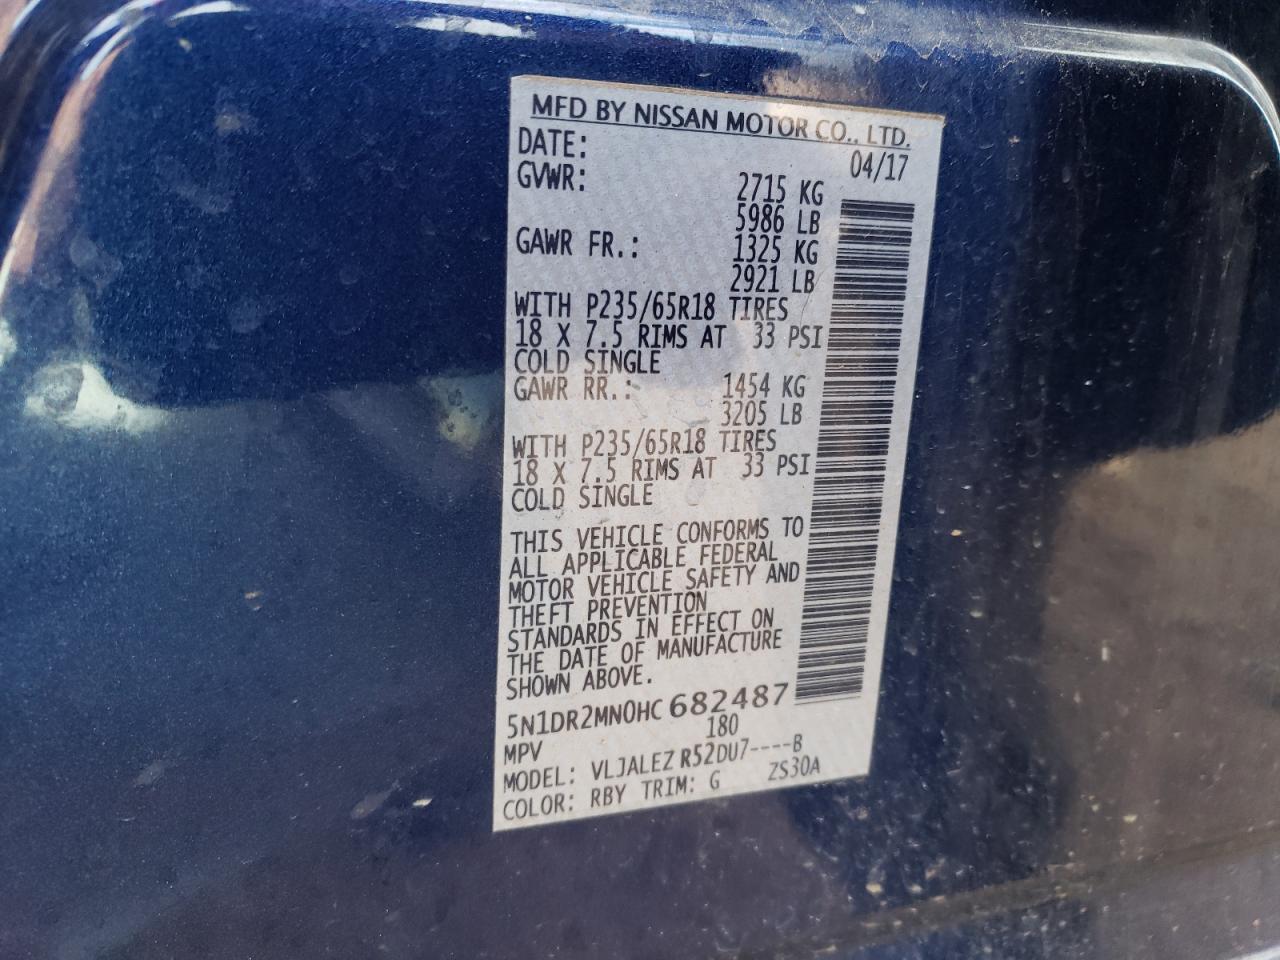 MFD BY NISSAN MOTOR CO., LTD.
DATE: 04/17
GVWR: 2715 KG
5986 LB
GAWR FR.: 1325 KG
2921 LB
WITH P235/65R18 TIRES
18 X 7.5 RIMS AT 33 PSI
COLD SINGLE
GAWR RR.: 1454 KG
3205 LB
WITH P235/65R18 TIRES
18 X 7.5 RIMS AT 33 PSI
COLD SINGLE
THIS VEHICLE CONFORMS TO
ALL APPLICABLE FEDERAL
MOTOR VEHICLE SAFETY AND
THEFT PREVENTION
STANDARDS IN EFFECT ON
THE DATE OF MANUFACTURE
SHOWN ABOVE.
5N1DR2MN0HC 682487
MPV 180
MODEL: VLJALEZ R52DU7----B
COLOR: RBY TRIM: G ZS30A